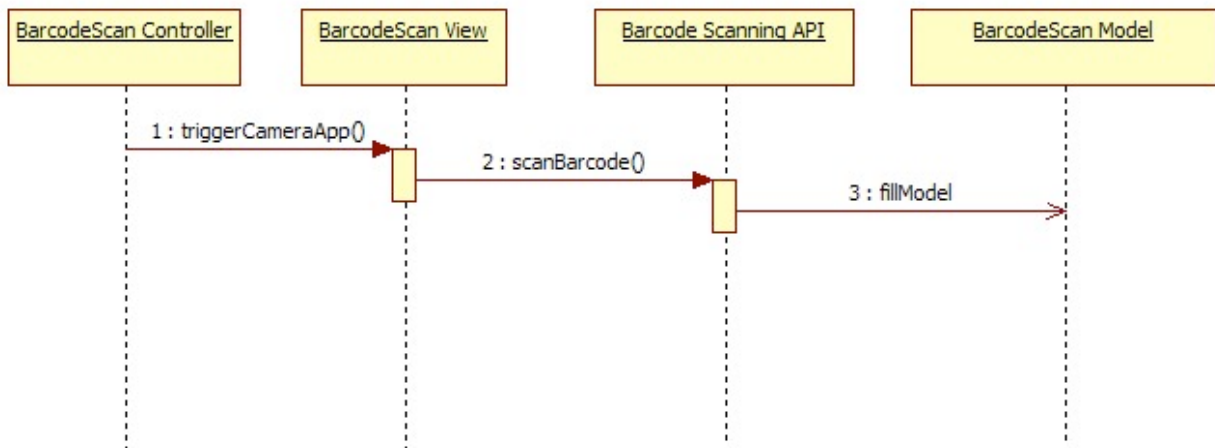 BarcodeScan Controller
BarcodeScan View
Barcode Scanning API
BarcodeScan Model
1 : triggerCameraApp()
2 : scanBarcode()
3 : fillModel